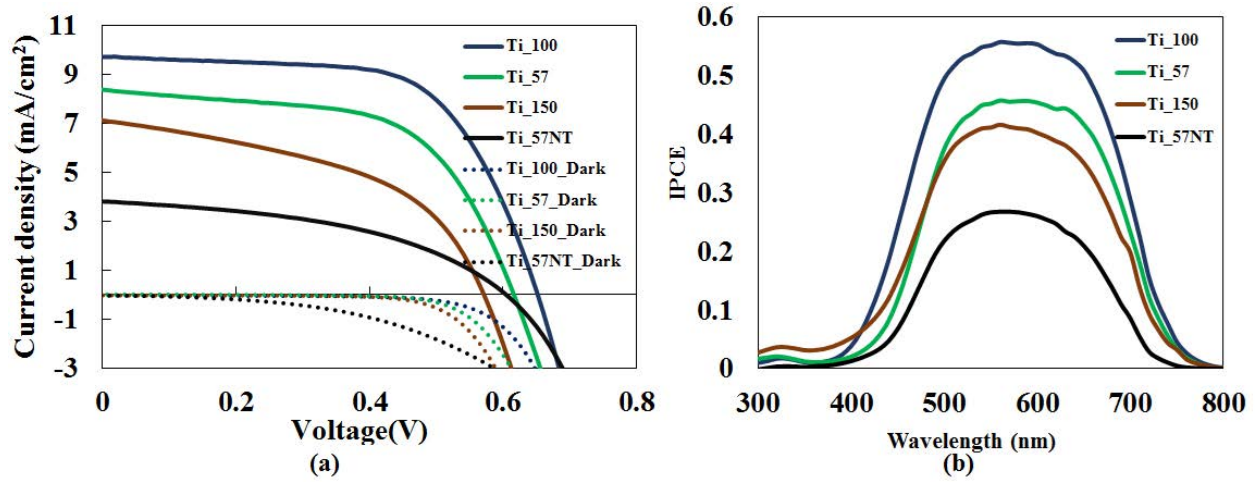 11
9
7
5
3
1
-1
-3
Current density (mA/cm²)
0
0.2
0.4
0.6
0.8
Voltage(V)
Ti_100
Ti_57
Ti_150
Ti_57NT
Ti_100_Dark
Ti_57_Dark
Ti_150_Dark
Ti_57NT_Dark
(a)
0.6
0.5
0.4
0.3
0.2
0.1
0
IPCE
300
400
500
600
700
800
Wavelength (nm)
Ti_100
Ti_57
Ti_150
Ti_57NT
(b)